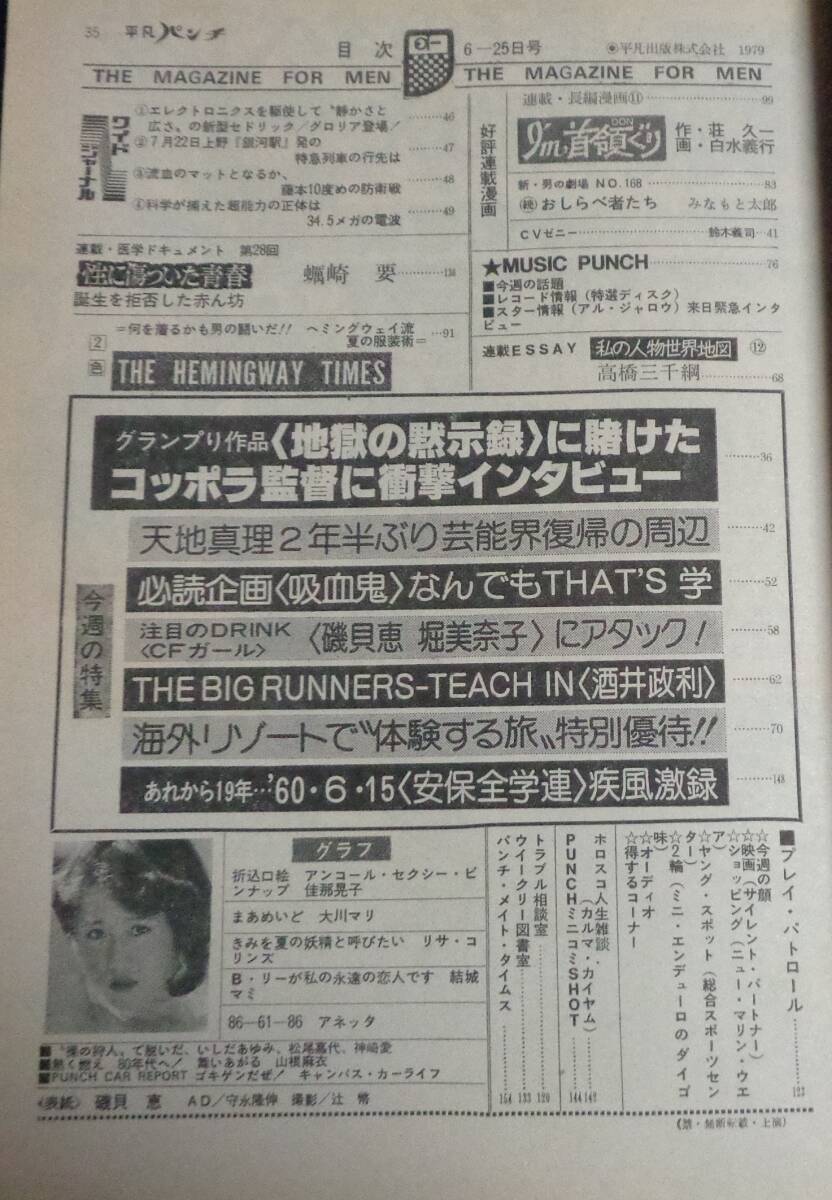 35 平凡パンチ
目次
6—25日号
©平凡出版株式会社 1979
THE MAGAZINE FOR MEN
THE MAGAZINE FOR MEN
ワイドジャーナル
①エレクトロニクスを駆使して〝静かさと
広さ〟の新型セドリック／グロリア登場！ 46
②7月22日上野『銀河駅』発の
特急列車の行先は 47
③流血のマットとなるか、
藤本10度めの防衛戦 48
④科学が捕えた超能力の正体は
34.5メガの電波 49
連載・医学ドキュメント 第28回
性に傷ついた青春 蠣崎 要
誕生を拒否した赤ん坊
2色
＝何を着るかも男の闘いだ!! ヘミングウェイ流
夏の服装術＝ 91
THE HEMINGWAY TIMES
好評連載漫画
連載・長編漫画⑪ 99
I'm首領ぐり
DON
作・荘 久一
画・白水義行
新・男の劇場 NO.168 83
続 おしらべ者たち みなもと太郎
CVゼニー 鈴木義司 41
★MUSIC PUNCH 76
■今週の話題
■レコード情報（特選ディスク）
■スター情報（アル・ジャロウ）来日緊急インタ
ビュー
連載ESSAY 私の人物世界地図 ⑫
高橋三千綱 68
今週の特集
グランプリ作品〈地獄の黙示録〉に賭けた
コッポラ監督に衝撃インタビュー 36
天地真理2年半ぶり芸能界復帰の周辺 42
必読企画〈吸血鬼〉なんでもTHAT'S 学 52
注目のDRINK
〈CFガール〉 〈磯貝恵 堀美奈子〉にアタック！ 58
THE BIG RUNNERS-TEACH IN〈酒井政利〉 62
海外リゾートで〝体験する旅〟特別優待!! 70
あれから19年…'60・6・15〈安保全学連〉疾風激録 148
グラフ
折込口絵 アンコール・セクシー・ピ
ンナップ 佳那晃子
まあめいど 大川マリ
きみを夏の妖精と呼びたい リサ・コ
リンズ
B・リーが私の永遠の恋人です 結城
マミ
86—61—86 アネッタ
■〝裸の狩人〟で脱いだ、いしだあゆみ、松尾嘉代、神崎愛
■熱く燃え 80年代へ！ 舞いあがる 山根麻衣
■PUNCH CAR REPORT ゴキゲンだぜ！ キャンバス・カーライフ
〈表紙〉磯貝 恵 AD／守永隆伸 撮影／辻 幣
■プレイ・パトロール 123
☆今週の顔
☆映画（サイレント・パートナー）
☆ショッピング（ニュー・マリン・ウエ
ア）
☆ヤング・スポット（総合スポーツセン
ター）
☆2輪（ミニ・エンデューロのダイゴ
味）
☆オーディオ
☆得するコーナー
ホロスコ人生雑談
（カルマ・カイヤム） 142
PUNCHミニコミSHOT 144
トラブル相談室 120
ウイークリー図書室 133
パンチ・メイト・タイムス 154
（禁・無断転載・上演）